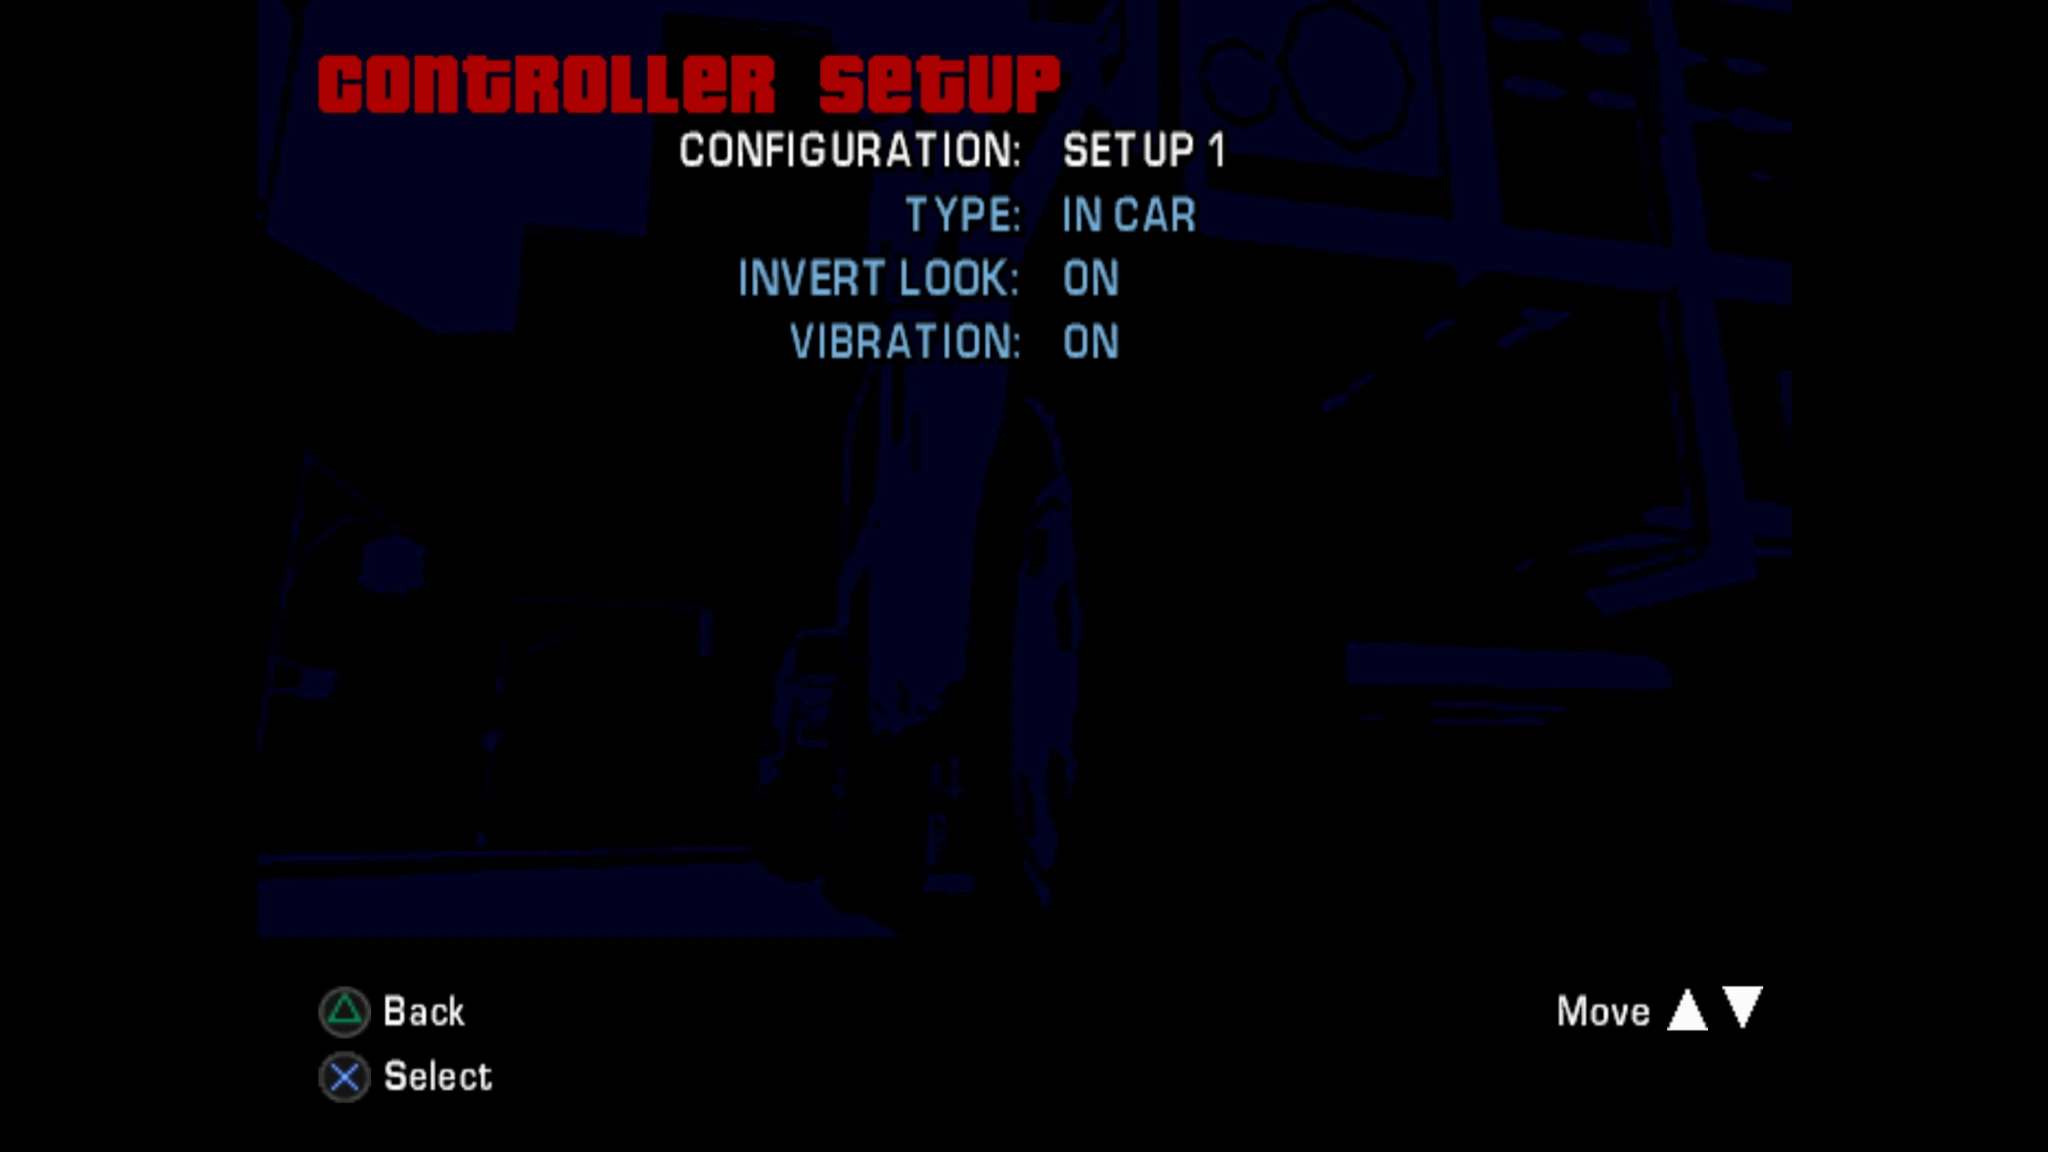 CONTROLLER SETUP
CONFIGURATION: SETUP 1
TYPE: IN CAR
INVERT LOOK: ON
VIBRATION: ON
Back
Move
Select